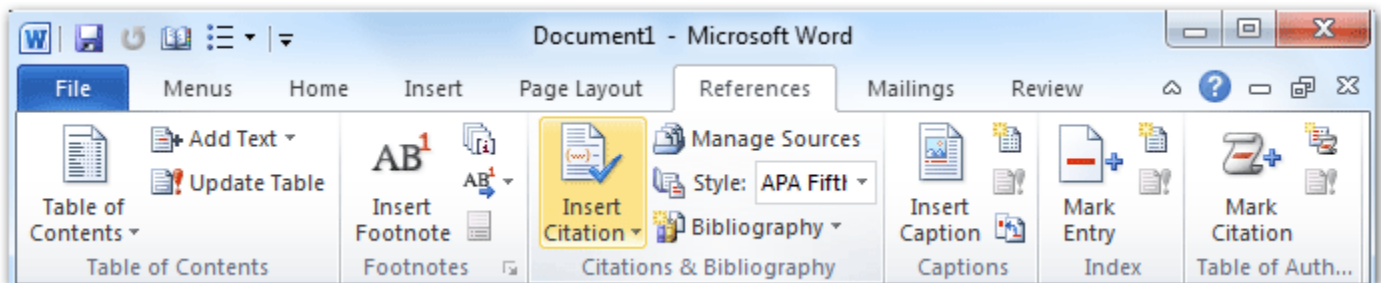 W Document1 - Microsoft Word X
File Menus Home Insert Page Layout References Mailings Review ?
Add Text
Update Table
Table of
Contents
Table of Contents
AB1
AB1
Insert
Footnote
Footnotes
Insert
Citation
Manage Sources
Style: APA Fifth
Bibliography
Citations & Bibliography
Insert
Caption
Captions
Mark
Entry
Index
Mark
Citation
Table of Auth...